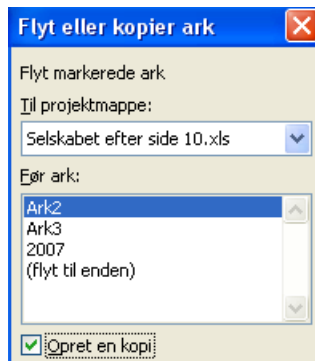 Flyt eller kopier ark
Flyt markerede ark
Til projektmappe:
Selskabet efter side 10.xls
Før ark:
Ark2
Ark3
2007
(flyt til enden)
Opret en kopi